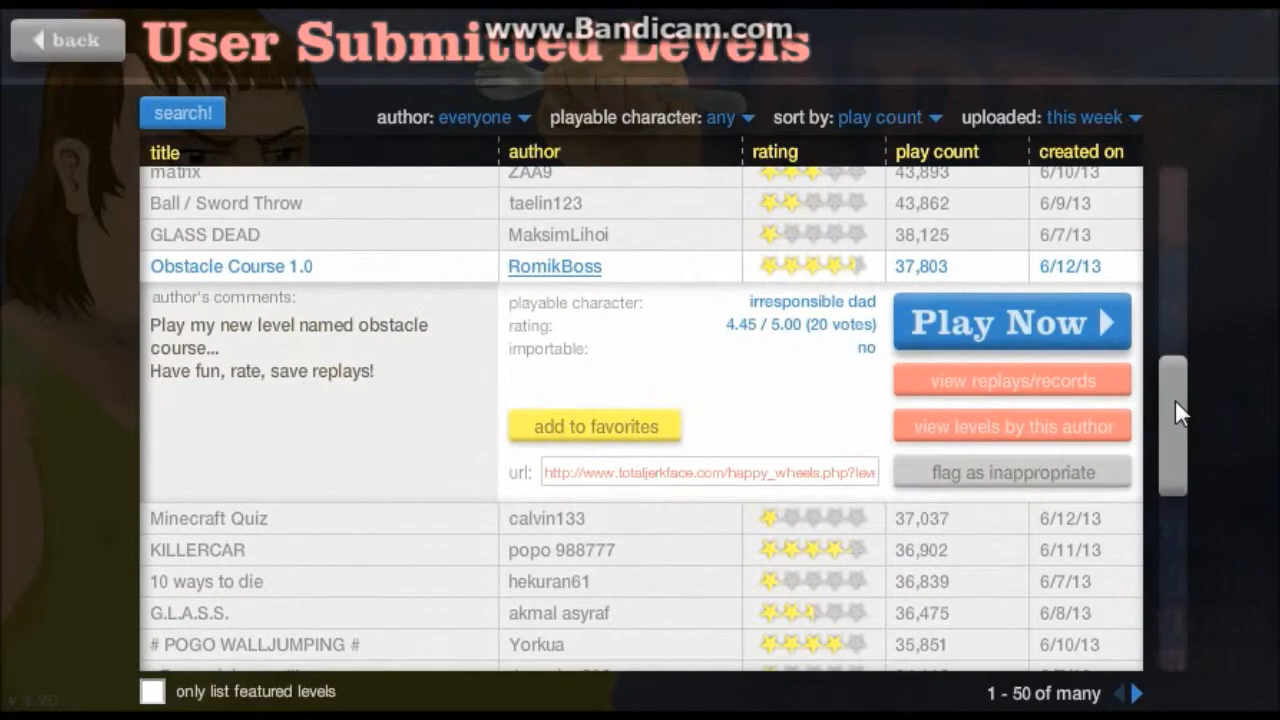 www.Bandicam.com
back
User Submitted Levels
search!
author: everyone playable character: any sort by: play count uploaded: this week
title author rating play count created on
matrix ZAA9 43,893 6/10/13
Ball / Sword Throw taelin123 43,862 6/9/13
GLASS DEAD MaksimLihoi 38,125 6/7/13
Obstacle Course 1.0 RomikBoss 37,803 6/12/13
author's comments:
Play my new level named obstacle
course...
Have fun, rate, save replays!
playable character: irresponsible dad
rating: 4.45 / 5.00 (20 votes)
importable: no
add to favorites
url: http://www.totaljerkface.com/happy_wheels.php?leve
Play Now
view replays/records
view levels by this author
flag as inappropriate
Minecraft Quiz calvin133 37,037 6/12/13
KILLERCAR popo 988777 36,902 6/11/13
10 ways to die hekuran61 36,839 6/7/13
G.L.A.S.S. akmal asyraf 36,475 6/8/13
# POGO WALLJUMPING # Yorkua 35,851 6/10/13
only list featured levels
1 - 50 of many